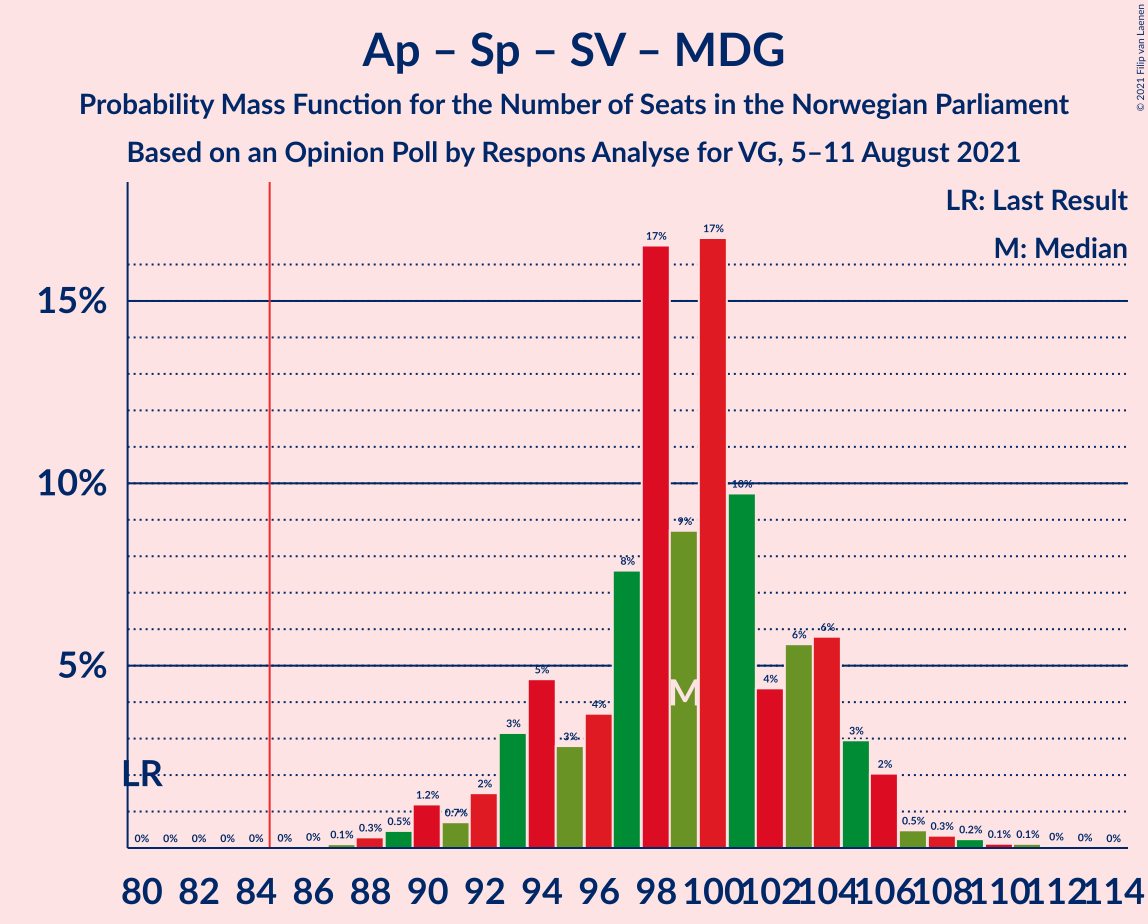 Ap – Sp – SV – MDG
Probability Mass Function for the Number of Seats in the Norwegian Parliament
Based on an Opinion Poll by Respons Analyse for VG, 5–11 August 2021
© 2021 Filip van Laenen
LR: Last Result
M: Median
15%
10%
5%
LR
M
0% 0% 0% 0% 0% 0% 0% 0.1% 0.3% 0.5% 1.2% 0.7% 2% 3% 5% 3% 4% 8% 17% 9% 17% 10% 4% 6% 6% 3% 2% 0.5% 0.3% 0.2% 0.1% 0.1% 0% 0% 0%
80 82 84 86 88 90 92 94 96 98 100 102 104 106 108 110 112 114